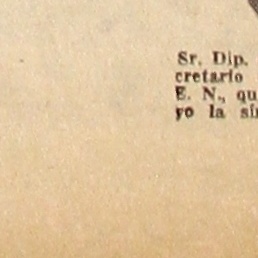 Sr. Dip.
cretario
E. N., qu
yo la si